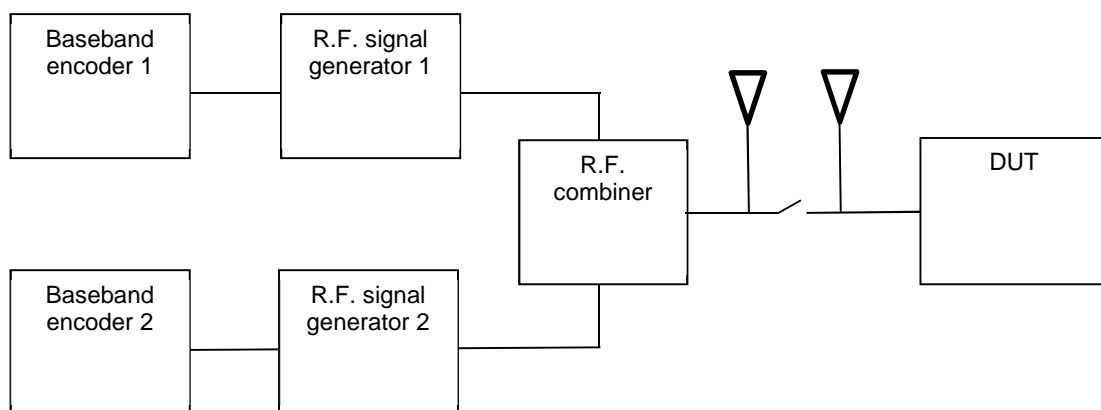 Baseband
encoder 1
R.F. signal
generator 1
R.F.
combiner
DUT
Baseband
encoder 2
R.F. signal
generator 2